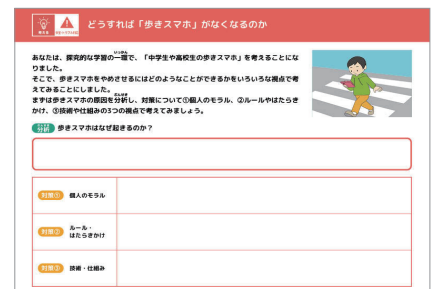 どうすれば「歩きスマホ」がなくなるのか
あなたは、探究的な学習の一環で、「中学生や高校生の歩きスマホ」を考えることにな
りました。
そこで、歩きスマホをやめさせるにはどのようなことができるかをいろいろな視点で考
えてみることにしました。
まずは歩きスマホの原因を分析し、対策について①個人のモラル、②ルールやはたらき
かけ、③技術や仕組みの3つの視点で考えてみましょう。
分析 歩きスマホはなぜ起きるのか？
対策① 個人のモラル
対策② ルール・
はたらきかけ
対策③ 技術・仕組み